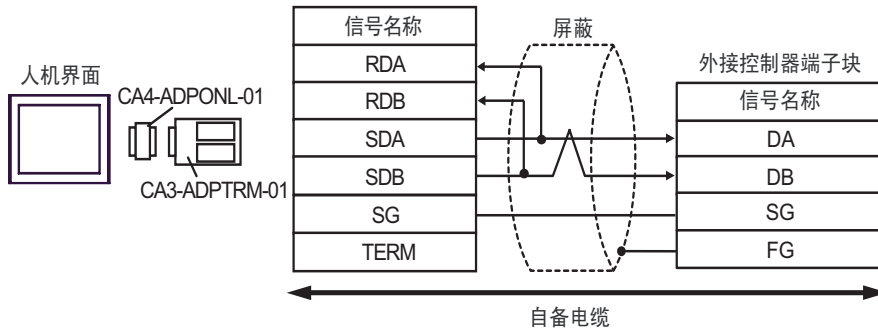 人机界面
CA4-ADPONL-01
CA3-ADPTRM-01
信号名称
RDA
RDB
SDA
SDB
SG
TERM
屏蔽
外接控制器端子块
信号名称
DA
DB
SG
FG
自备电缆